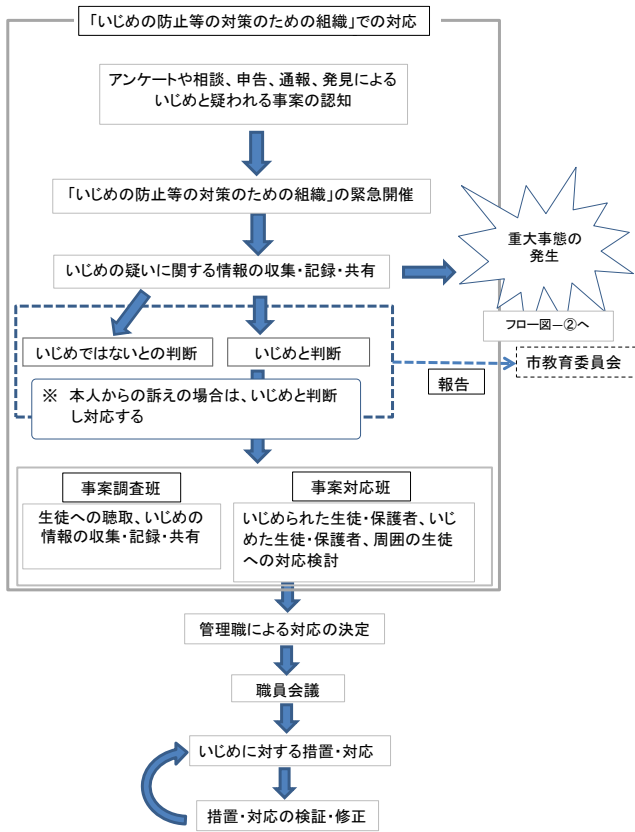 「いじめの防止等の対策のための組織」での対応
アンケートや相談、申告、通報、発見による
いじめと疑われる事案の認知
「いじめの防止等の対策のための組織」の緊急開催
重大事態の
発生
いじめの疑いに関する情報の収集・記録・共有
フロー図－②へ
いじめではないとの判断
いじめと判断
市教育委員会
報告
※ 本人からの訴えの場合は、いじめと判断
し対応する
事案調査班
生徒への聴取、いじめの
情報の収集・記録・共有
事案対応班
いじめられた生徒・保護者、いじ
めた生徒・保護者、周囲の生徒
への対応検討
管理職による対応の決定
職員会議
いじめに対する措置・対応
措置・対応の検証・修正